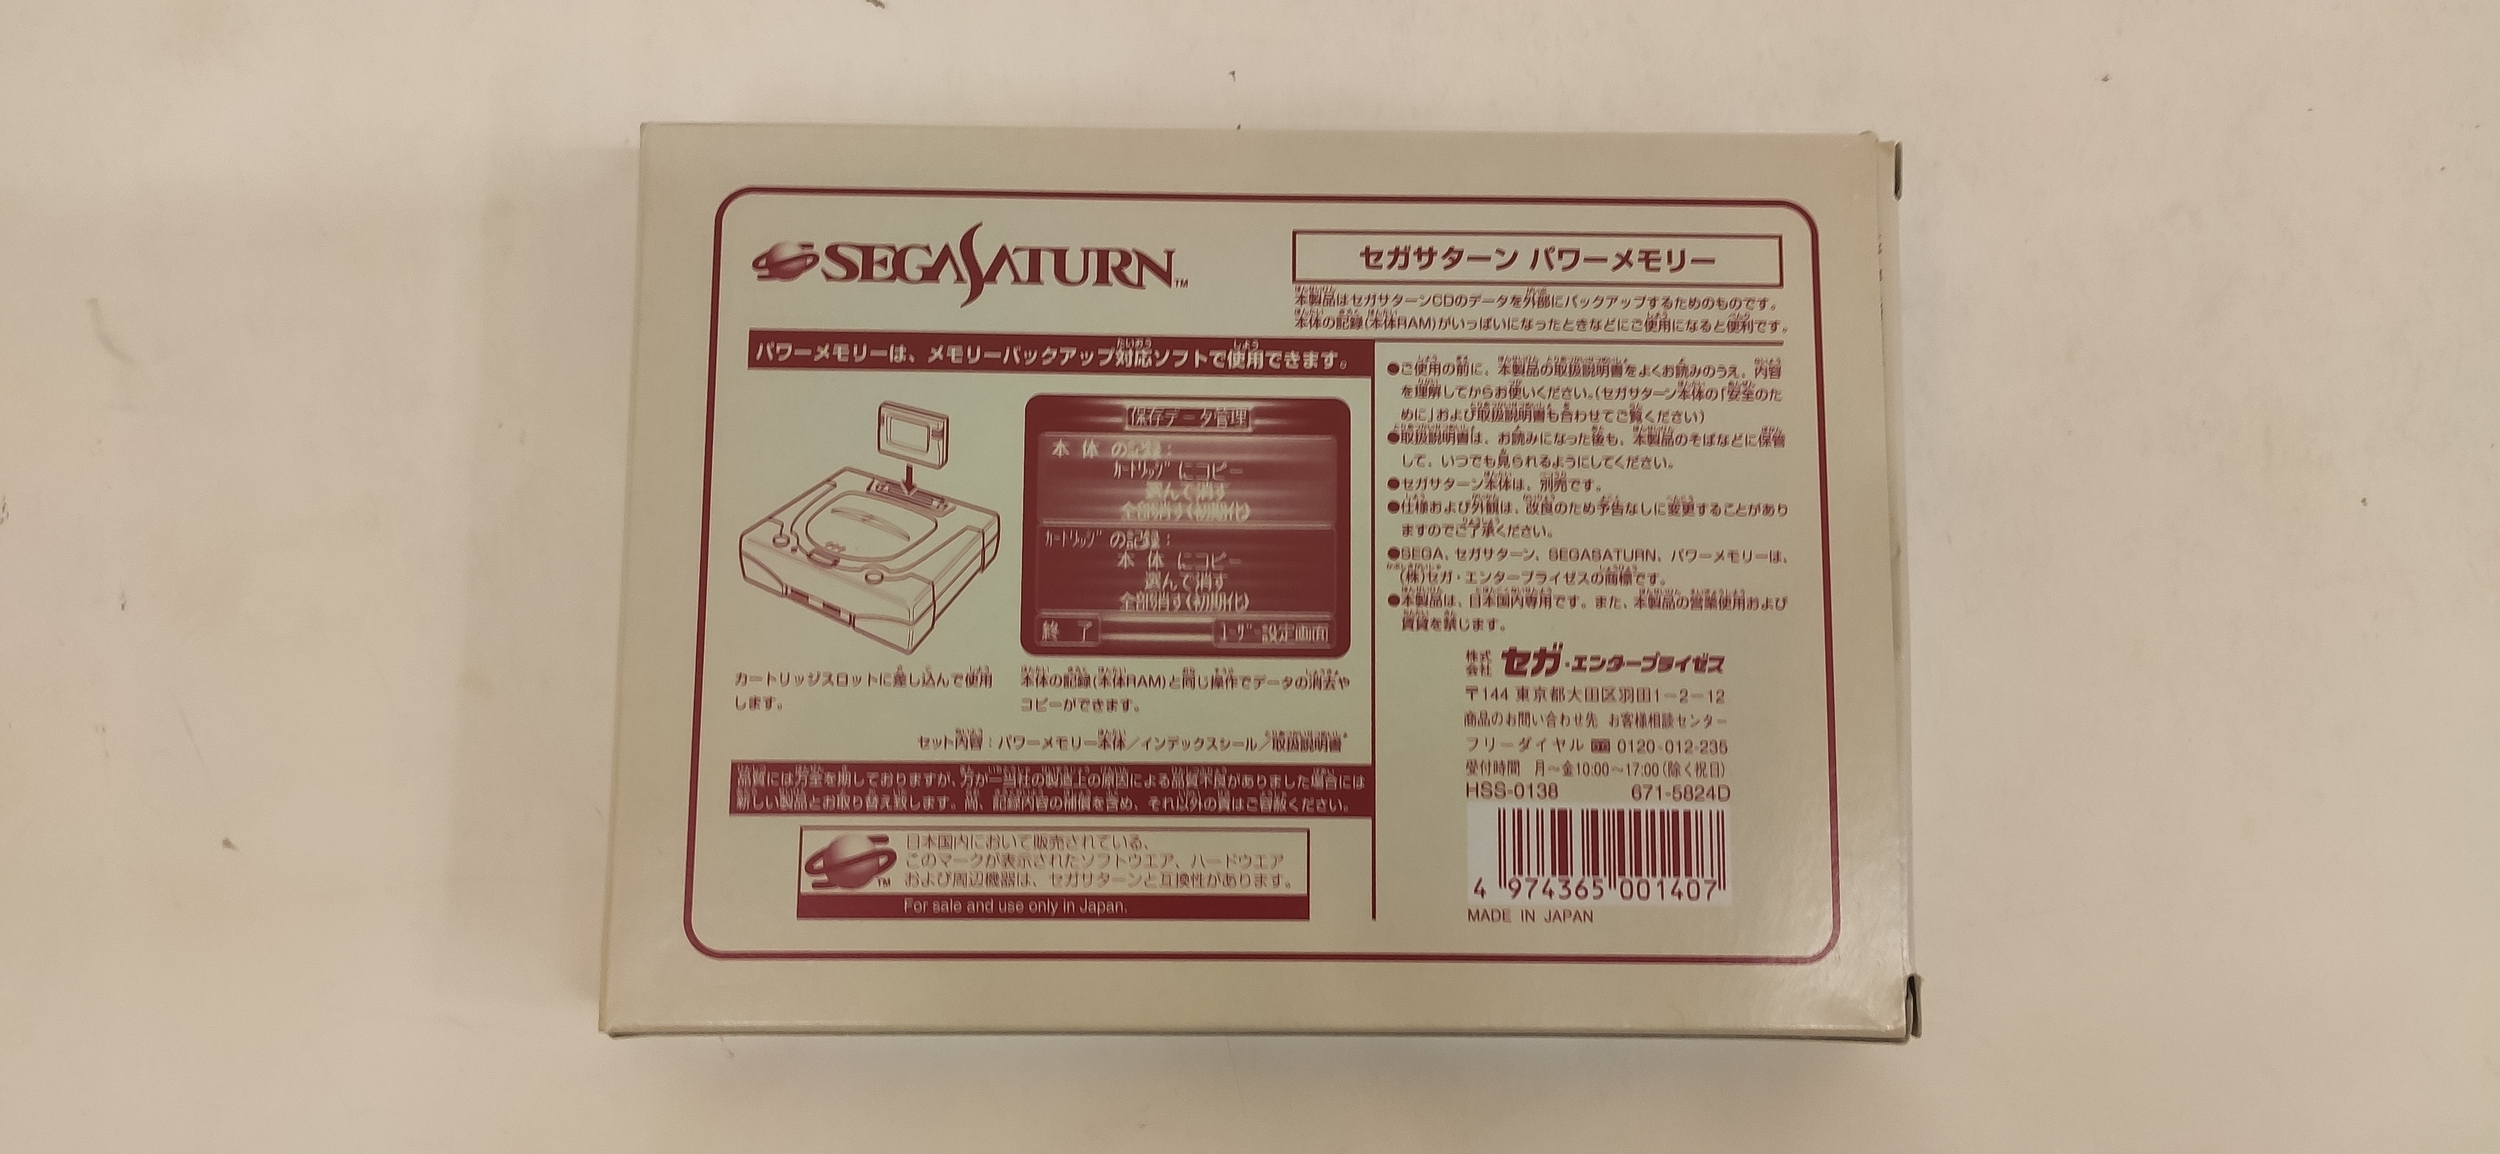 SEGASATURN™
セガサターン パワーメモリー
本製品はセガサターンCDのデータを外部にバックアップするためのものです。
本体の記録(本体RAM)がいっぱいになったときなどにご使用になると便利です。
パワーメモリーは、メモリーバックアップ対応ソフトで使用できます。
保存データ管理
本 体 の記録:
カートリッジにコピー
選んで消す
全部消す(初期化)
カートリッジの記録:
本 体 にコピー
選んで消す
全部消す(初期化)
終 了
ユーザー設定画面
カートリッジスロットに差し込んで使用
します。
本体の記録(本体RAM)と同じ操作でデータの消去や
コピーができます。
セット内容:パワーメモリー本体/インデックスシール/取扱説明書
品質には万全を期しておりますが、万が一当社の製造上の原因による品質不良がありました場合には
新しい製品とお取り替え致します。尚、記録内容の補償を含め、それ以外の責はご容赦ください。
日本国内において販売されている、
このマークが表示されたソフトウエア、ハードウエア
および周辺機器は、セガサターンと互換性があります。
TM
For sale and use only in Japan.
●ご使用の前に、本製品の取扱説明書をよくお読みのうえ、内容
を理解してからお使いください。(セガサターン本体の「安全のた
めに」および取扱説明書も合わせてご覧ください)
●取扱説明書は、お読みになった後も、本製品のそばなどに保管
して、いつでも見られるようにしてください。
●セガサターン本体は、別売です。
●仕様および外観は、改良のため予告なしに変更することがあり
ますのでご了承ください。
●SEGA、セガサターン、SEGASATURN、パワーメモリーは、
(株)セガ・エンタープライゼスの商標です。
●本製品は、日本国内専用です。また、本製品の営業使用および
賃貸を禁じます。
株式会社 セガ・エンタープライゼス
〒144 東京都大田区羽田1-2-12
商品のお問い合わせ先 お客様相談センター
フリーダイヤル 0120-012-235
受付時間 月~金10:00~17:00(除く祝日)
HSS-0138 671-5824D
4 974365 001407
MADE IN JAPAN